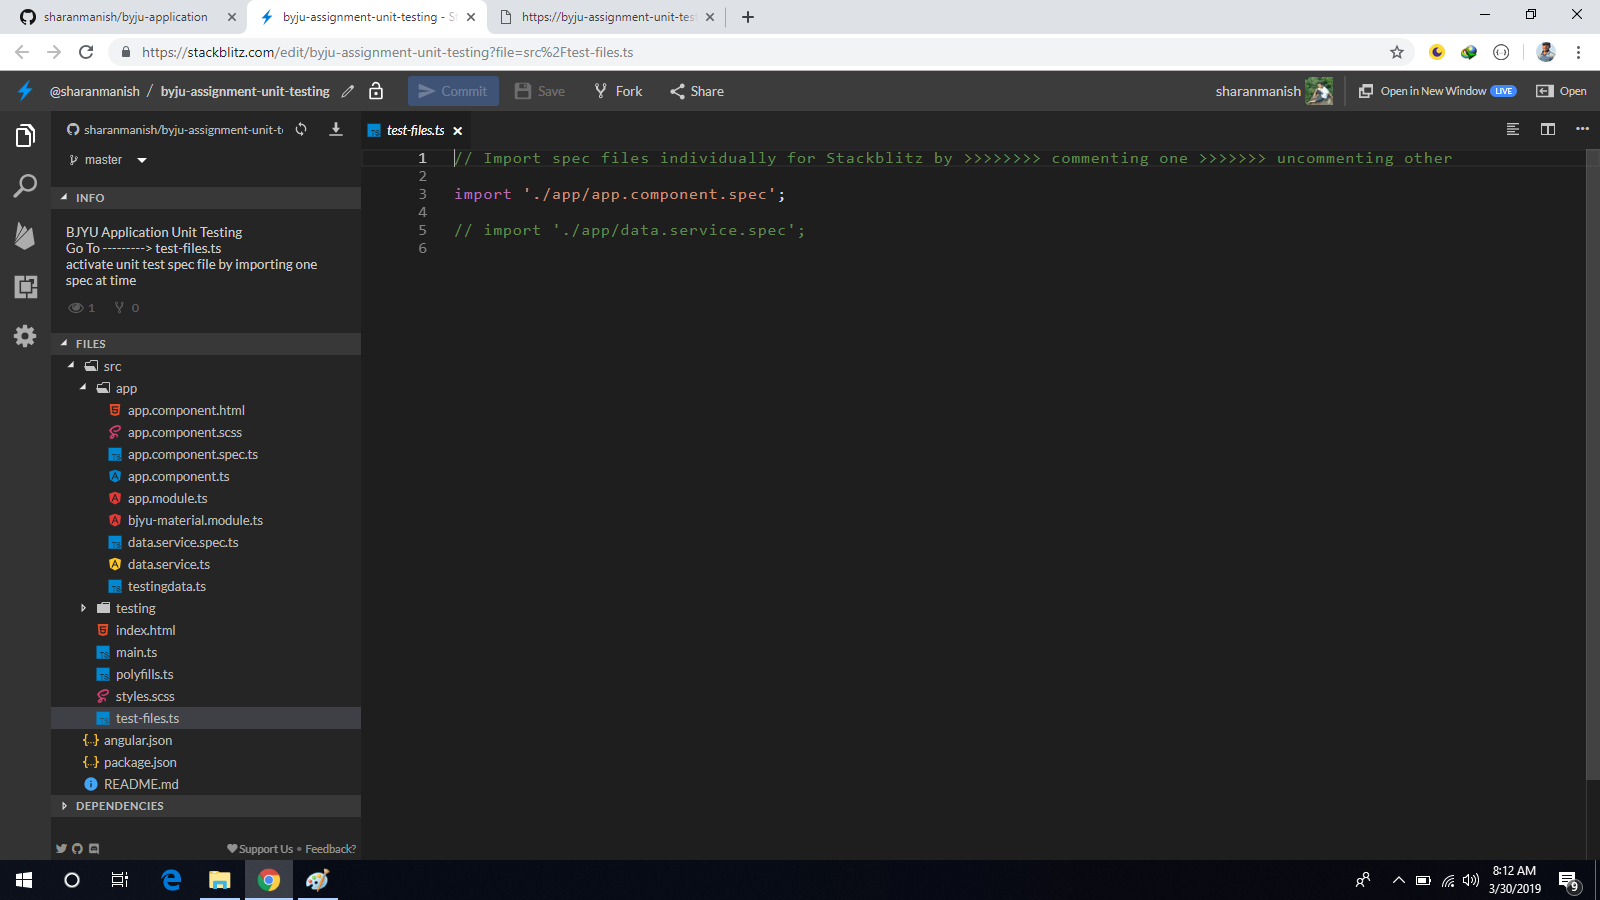 sharanmanish/byju-application
byju-assignment-unit-testing - S
https://byju-assignment-unit-tes
https://stackblitz.com/edit/byju-assignment-unit-testing?file=src%2Ftest-files.ts
@sharanmanish / byju-assignment-unit-testing
Commit
Save
Fork
Share
sharanmanish
Open in New Window LIVE
Open
sharanmanish/byju-assignment-unit-t
master
INFO
BJYU Application Unit Testing
Go To ---------> test-files.ts
activate unit test spec file by importing one
spec at time
1
0
FILES
src
app
app.component.html
app.component.scss
app.component.spec.ts
app.component.ts
app.module.ts
bjyu-material.module.ts
data.service.spec.ts
data.service.ts
testingdata.ts
testing
index.html
main.ts
polyfills.ts
styles.scss
test-files.ts
angular.json
package.json
README.md
DEPENDENCIES
Support Us • Feedback?
test-files.ts
1 // Import spec files individually for Stackblitz by >>>>>>>> commenting one >>>>>>> uncommenting other
2
3 import './app/app.component.spec';
4
5 // import './app/data.service.spec';
6
8:12 AM
3/30/2019
9